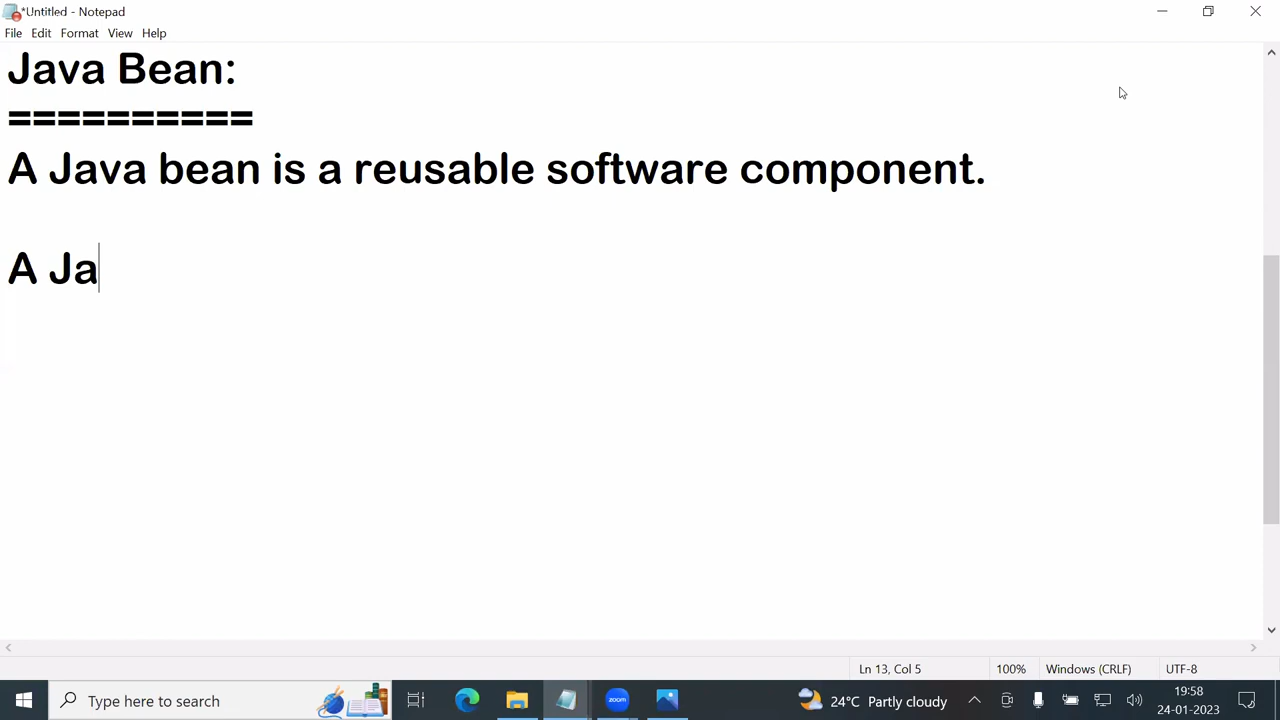 *Untitled - Notepad
File Edit Format View Help
Java Bean:
==========
A Java bean is a reusable software component.
A Ja
Ln 13, Col 5 100% Windows (CRLF) UTF-8
Type here to search zoom 24°C Partly cloudy 19:58
24-01-2023